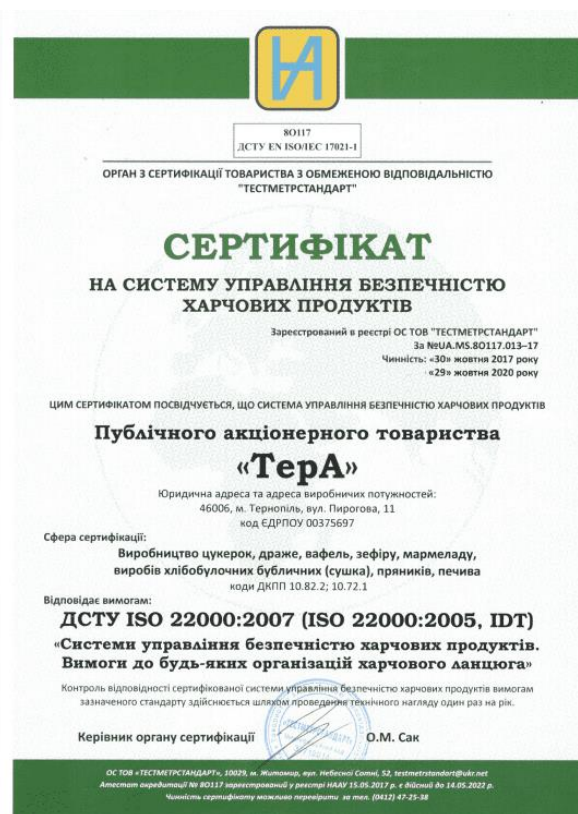 8О117
ДСТУ EN ISO/IEC 17021-1
ОРГАН З СЕРТИФІКАЦІЇ ТОВАРИСТВА З ОБМЕЖЕНОЮ ВІДПОВІДАЛЬНІСТЮ
"ТЕСТМЕТРСТАНДАРТ"
СЕРТИФІКАТ
НА СИСТЕМУ УПРАВЛІННЯ БЕЗПЕЧНІСТЮ
ХАРЧОВИХ ПРОДУКТІВ
Зареєстрований в реєстрі ОС ТОВ "ТЕСТМЕТРСТАНДАРТ"
За №UA.MS.8О117.013–17
Чинність: «30» жовтня 2017 року
«29» жовтня 2020 року
ЦИМ СЕРТИФІКАТОМ ПОСВІДЧУЄТЬСЯ, ЩО СИСТЕМА УПРАВЛІННЯ БЕЗПЕЧНІСТЮ ХАРЧОВИХ ПРОДУКТІВ
Публічного акціонерного товариства
«ТерА»
Юридична адреса та адреса виробничих потужностей:
46006, м. Тернопіль, вул. Пирогова, 11
код ЄДРПОУ 00375697
Сфера сертифікації:
Виробництво цукерок, драже, вафель, зефіру, мармеладу,
виробів хлібобулочних бубличних (сушка), пряників, печива
коди ДКПП 10.82.2; 10.72.1
Відповідає вимогам:
ДСТУ ISO 22000:2007 (ISO 22000:2005, IDT)
«Системи управління безпечністю харчових продуктів.
Вимоги до будь-яких організацій харчового ланцюга»
Контроль відповідності сертифікованої системи управління безпечністю харчових продуктів вимогам
зазначеного стандарту здійснюється шляхом проведення технічного нагляду один раз на рік.
Керівник органу сертифікації О.М. Сак
ОС ТОВ «ТЕСТМЕТРСТАНДАРТ», 10029, м. Житомир, вул. Небесної Сотні, 52, testmetrstandart@ukr.net
Атестат акредитації № 8О117 зареєстрований у реєстрі НААУ 15.05.2017 р. є дійсний до 14.05.2022 р.
Чинність сертифікату можливо перевірити за тел. (0412) 47-25-38